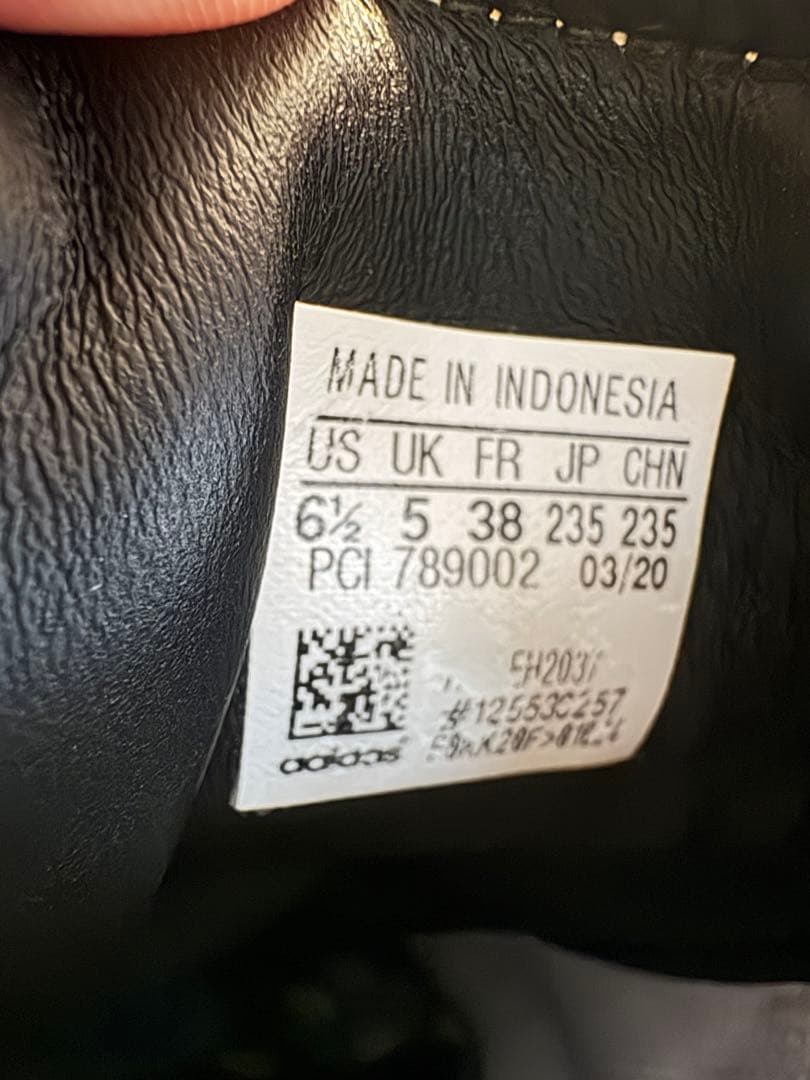 MADE IN INDONESIA
US UK FR JP CHN
6½ 5 38 235 235
PCI 789002 03/20
#12553C257
adidas